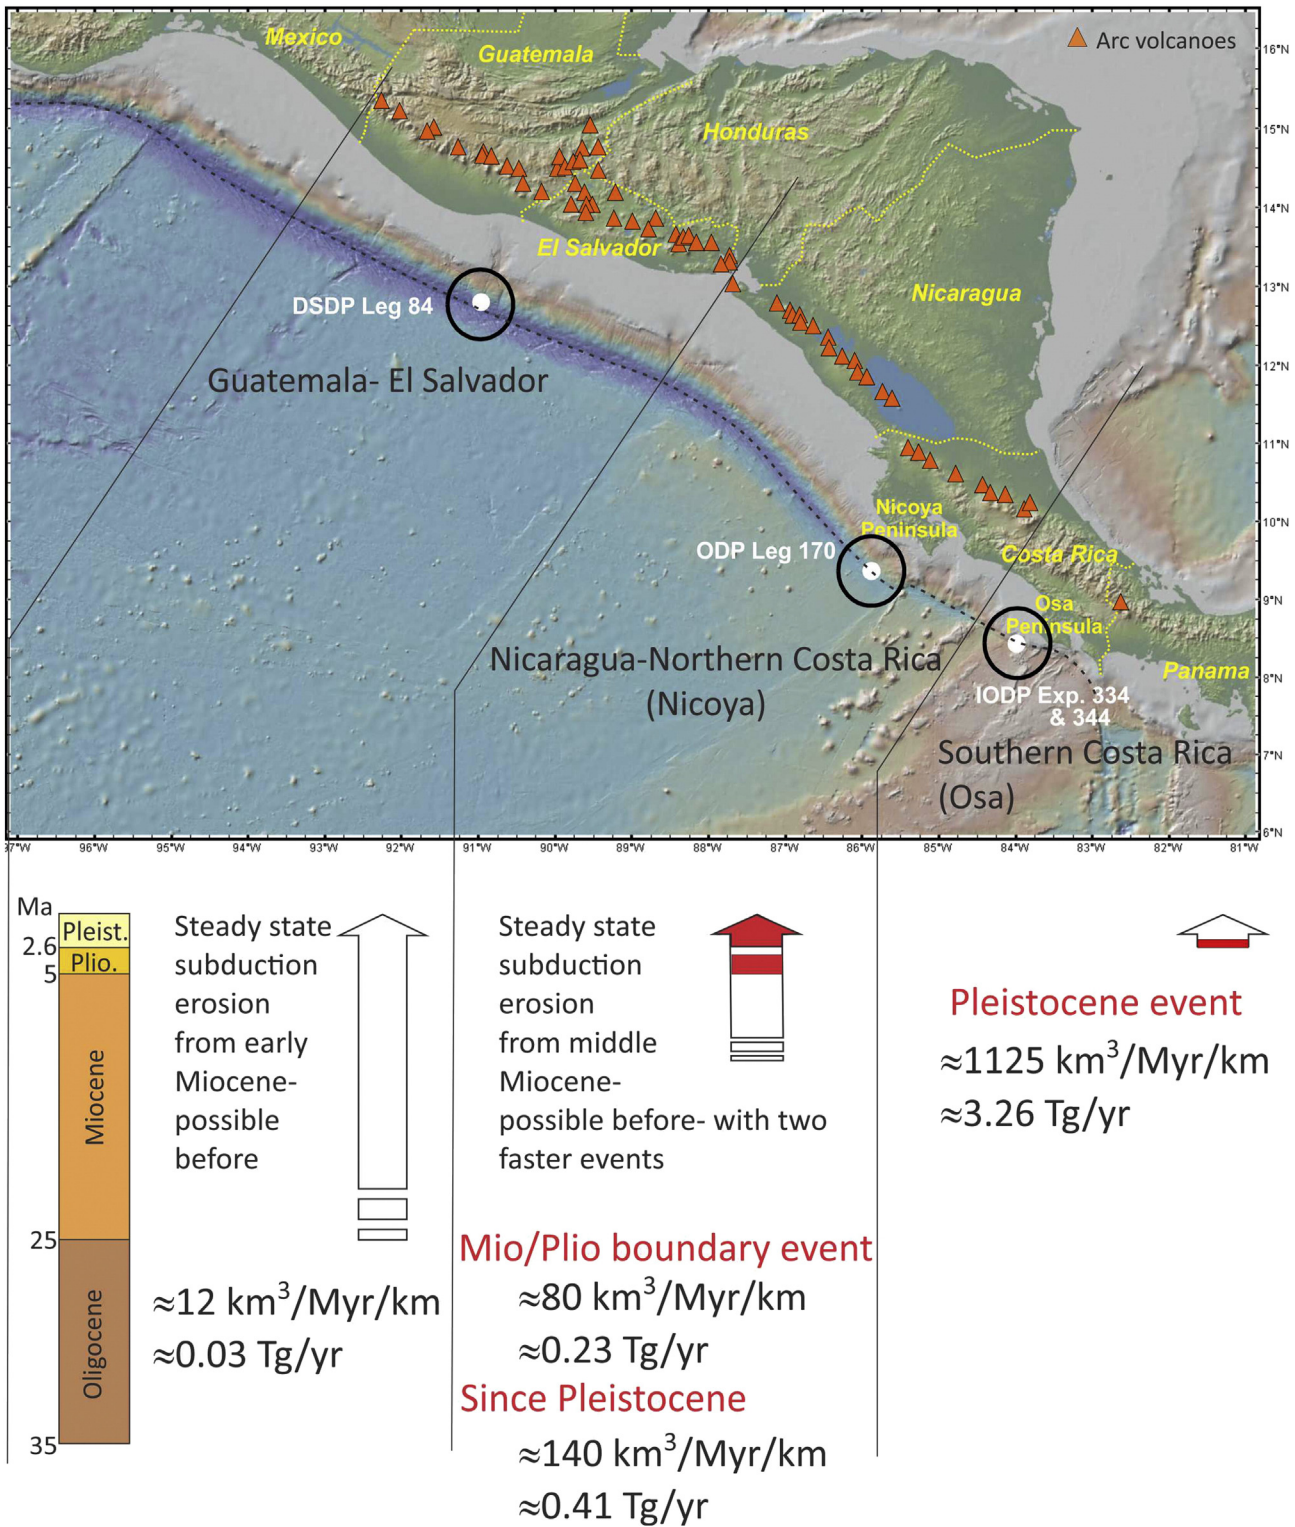 Mexico
Guatemala
Arc volcanoes
Honduras
El Salvador
Nicaragua
DSDP Leg 84
Guatemala- El Salvador
Nicoya
Peninsula
ODP Leg 170
Costa Rica
Osa
Peninsula
Panama
Nicaragua-Northern Costa Rica
(Nicoya)
IODP Exp. 334
& 344
Southern Costa Rica
(Osa)
16°N
15°N
14°N
13°N
12°N
11°N
10°N
9°N
8°N
7°N
6°N
97°W 96°W 95°W 94°W 93°W 92°W 91°W 90°W 89°W 88°W 87°W 86°W 85°W 84°W 83°W 82°W 81°W
Ma
Pleist.
2.6
Plio.
5
Miocene
25
Oligocene
35
Steady state
subduction
erosion
from early
Miocene-
possible
before
≈12 km³/Myr/km
≈0.03 Tg/yr
Steady state
subduction
erosion
from middle
Miocene-
possible before- with two
faster events
Mio/Plio boundary event
≈80 km³/Myr/km
≈0.23 Tg/yr
Since Pleistocene
≈140 km³/Myr/km
≈0.41 Tg/yr
Pleistocene event
≈1125 km³/Myr/km
≈3.26 Tg/yr